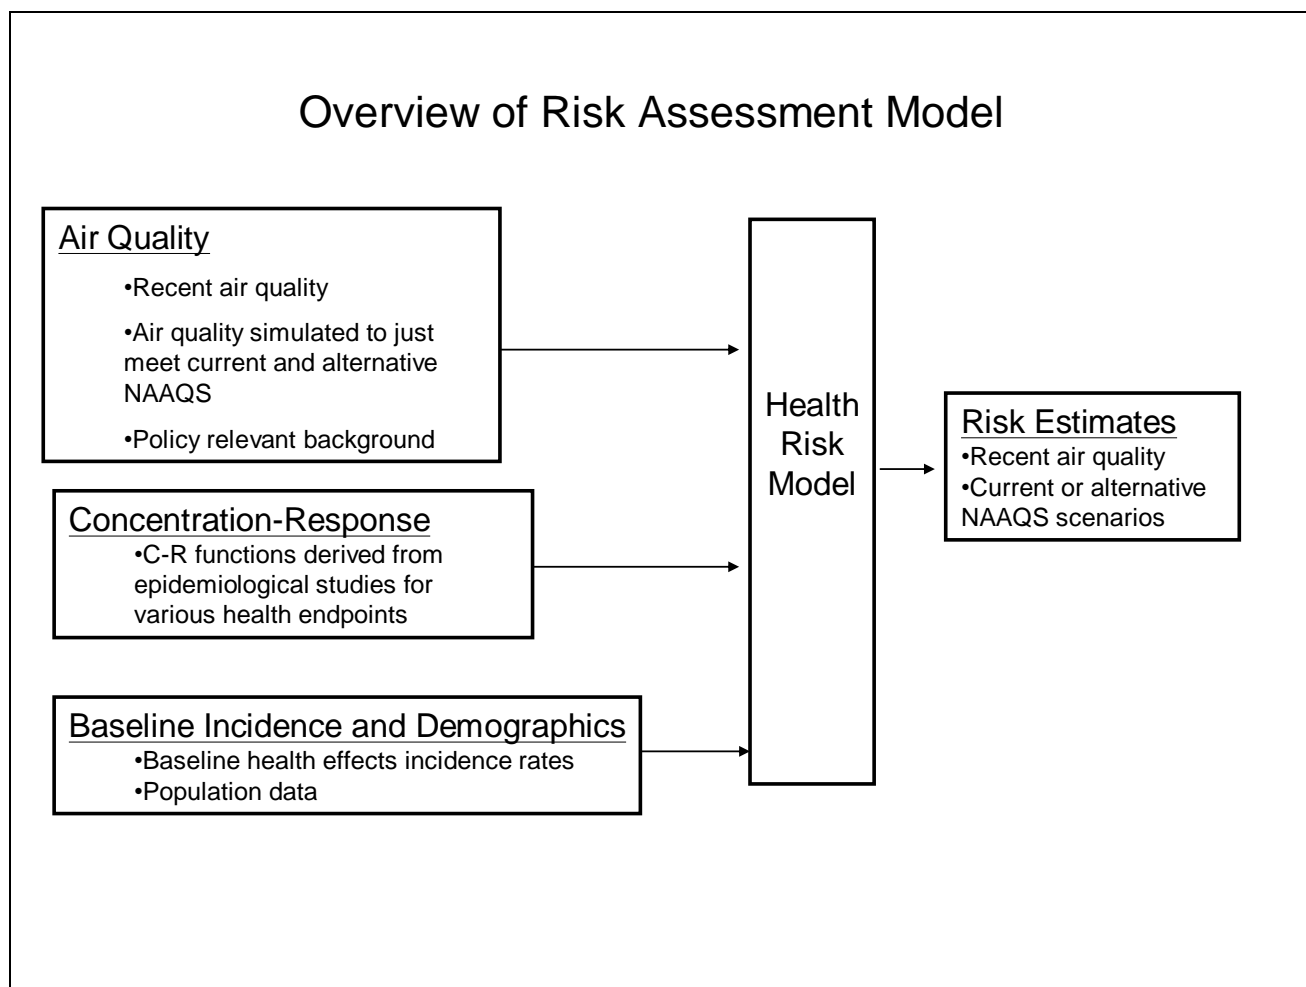 Overview of Risk Assessment Model
Air Quality
•Recent air quality
•Air quality simulated to just
meet current and alternative
NAAQS
•Policy relevant background
Concentration-Response
•C-R functions derived from
epidemiological studies for
various health endpoints
Baseline Incidence and Demographics
•Baseline health effects incidence rates
•Population data
Health
Risk
Model
Risk Estimates
•Recent air quality
•Current or alternative
NAAQS scenarios